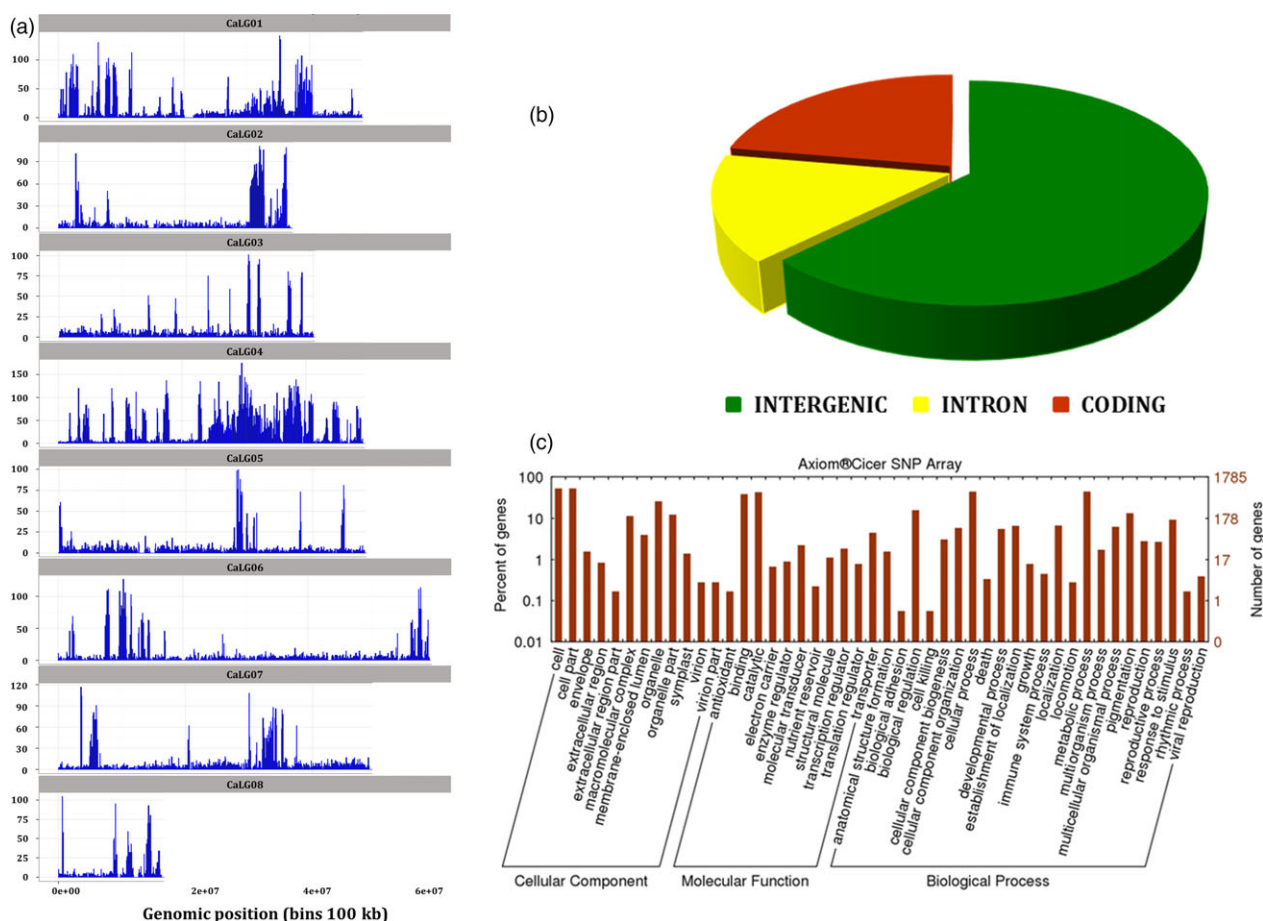 (a)
CaLG01
100
50
0
CaLG02
90
60
30
0
CaLG03
100
75
50
25
0
CaLG04
150
100
50
0
CaLG05
100
75
50
25
0
CaLG06
100
50
0
CaLG07
120
90
60
30
0
CaLG08
100
75
50
25
0
0e+00 2e+07 4e+07 6e+07
Genomic position (bins 100 kb)
(b)
INTERGENIC INTRON CODING
(c)
Axiom®Cicer SNP Array
Percent of genes
100
10
1
0.1
0.01
1785
178
17
1
0
Number of genes
cell
cell part
envelope
extracellular region
extracellular region part
macromolecular complex
membrane-enclosed lumen
organelle
organelle part
symplast
virion
virion part
antioxidant
binding
catalytic
electron carrier
enzyme regulator
molecular transducer
nutrient reservoir
structural molecule
transcription regulator
translation regulator
transporter
anatomical structure formation
biological adhesion
biological regulation
cell killing
cellular component biogenesis
cellular component organization
cellular process
death
developmental process
establishment of localization
growth
immune system process
localization
locomotion
metabolic process
multiorganism process
multicellular organismal process
pigmentation
reproduction
reproductive process
response to stimulus
rhythmic process
viral reproduction
Cellular Component
Molecular Function
Biological Process